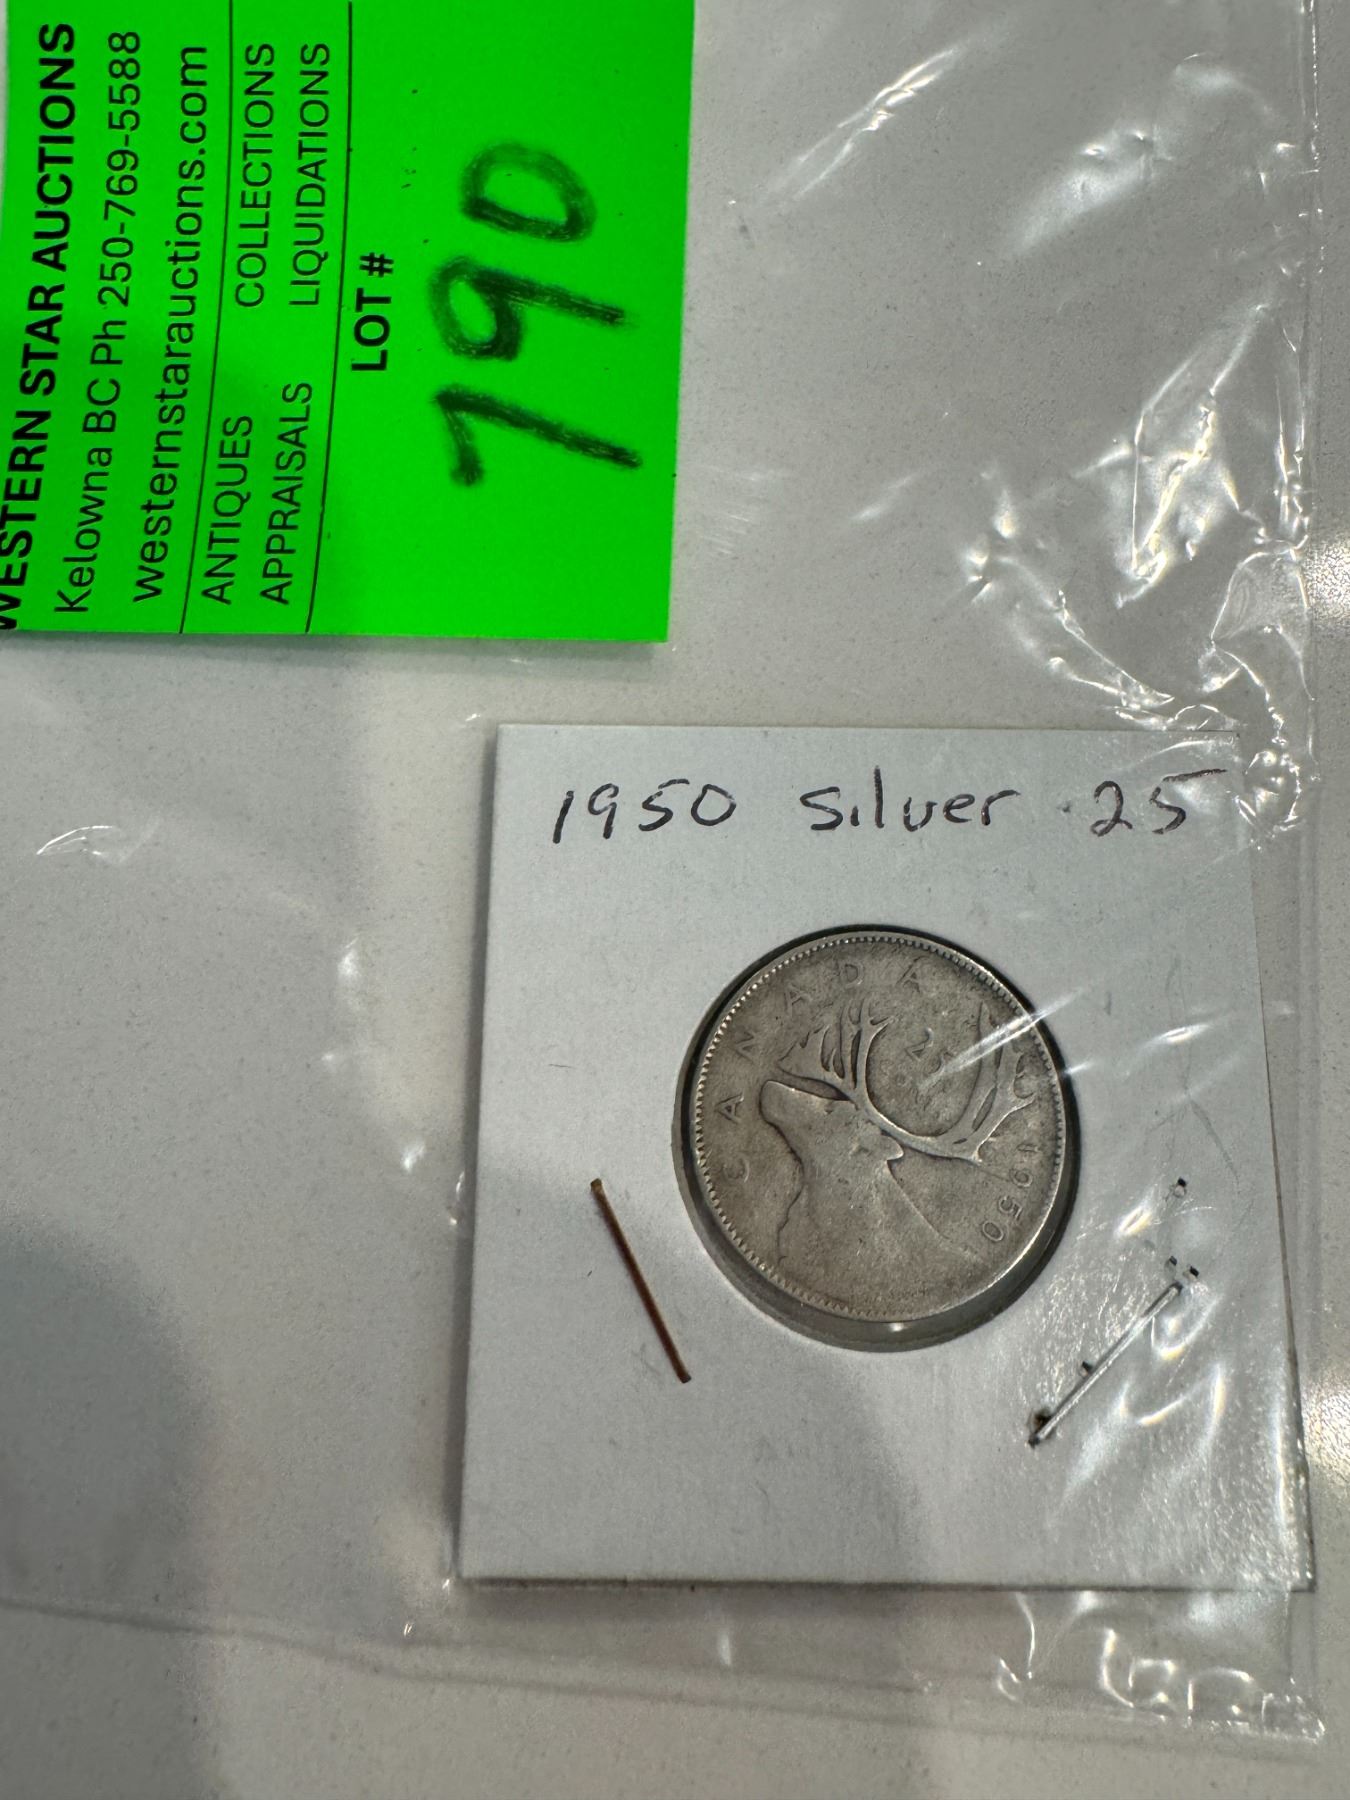 WESTERN STAR AUCTIONS
Kelowna BC Ph 250-769-5588
westernstarauctions.com
ANTIQUES COLLECTIONS
APPRAISALS LIQUIDATIONS
LOT #
790
1950 Silver .25
CANADA
25
1950